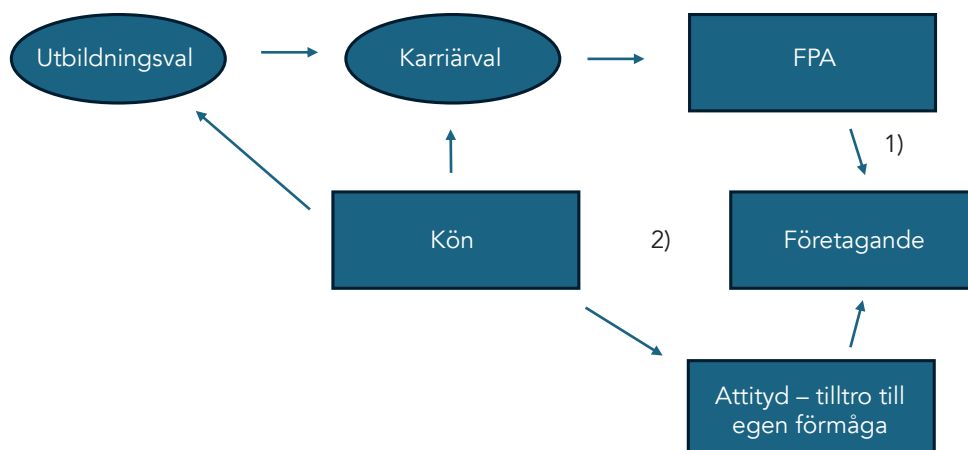 Utbildningsval
Karriärval
FPA
1)
Kön
2)
Företagande
Attityd – tilltro till
egen förmåga